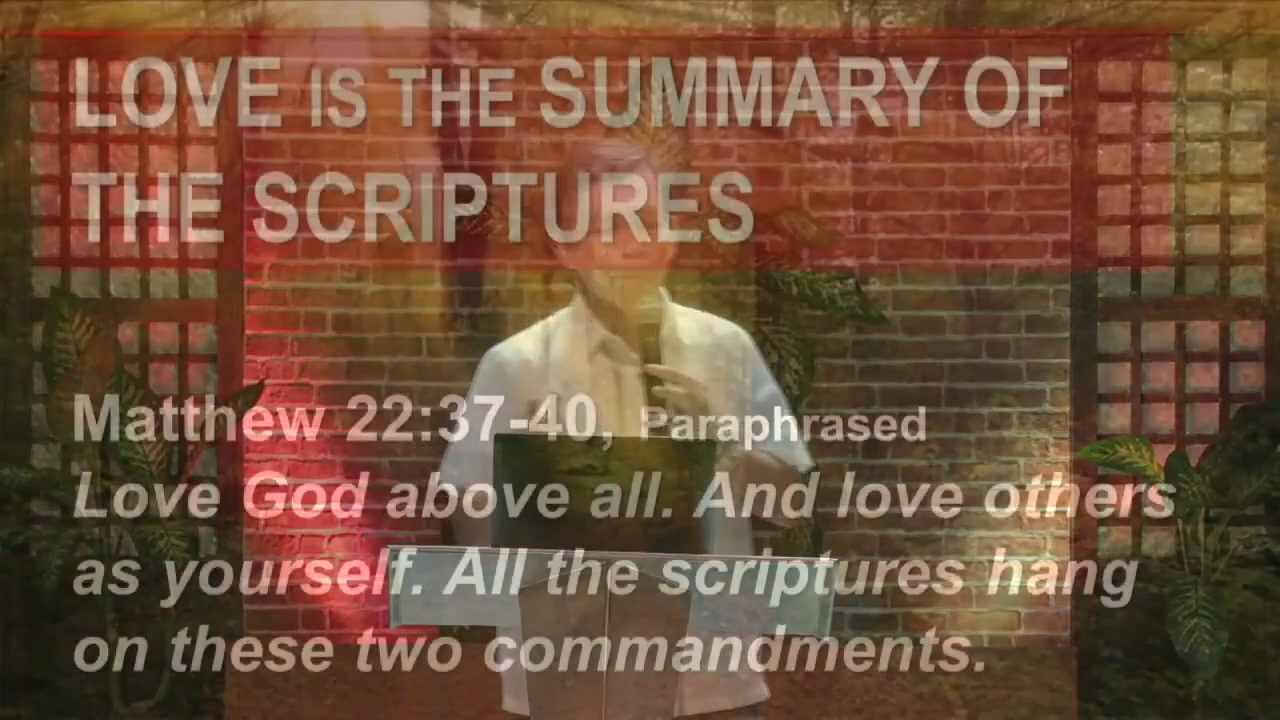 LOVE IS THE SUMMARY OF
THE SCRIPTURES
Matthew 22:37-40, Paraphrased
Love God above all. And love others
as yourself. All the scriptures hang
on these two commandments.